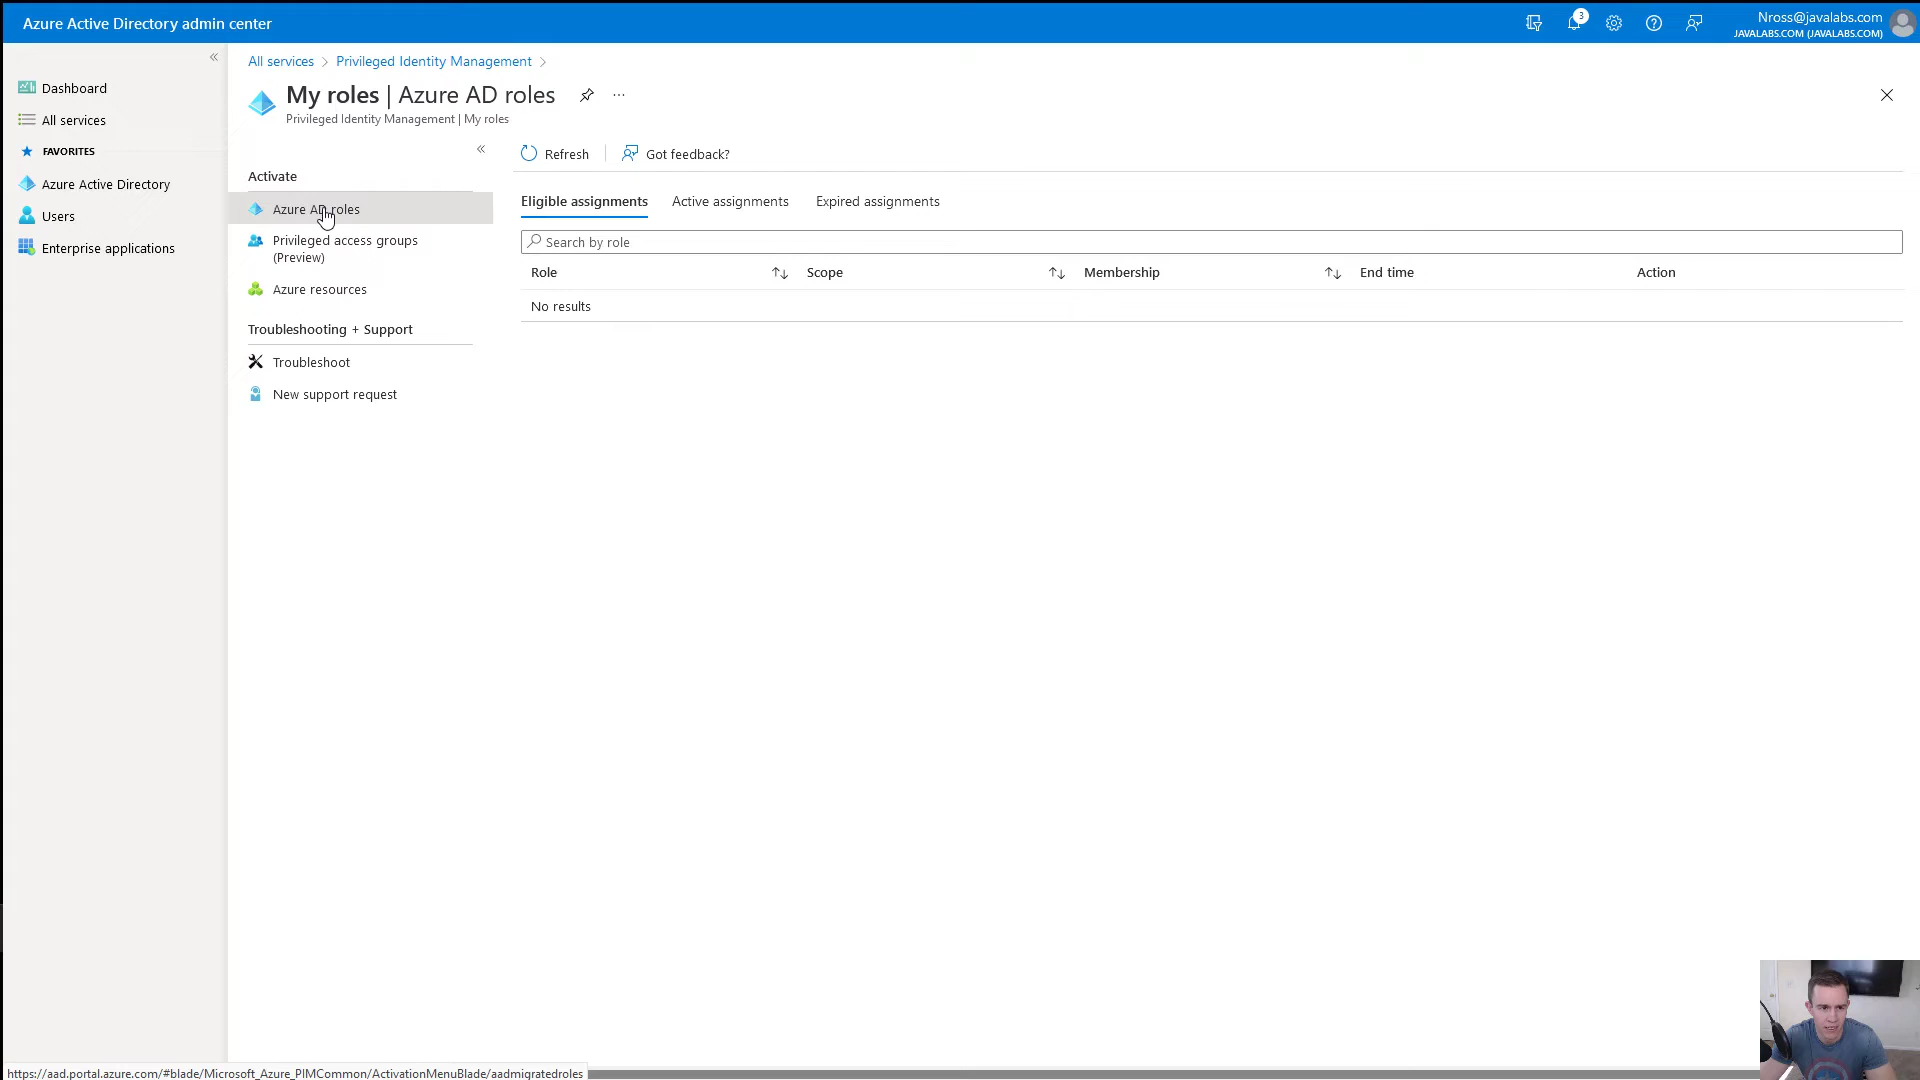 Azure Active Directory admin center
3
Nross@javalabs.com
JAVALABS.COM (JAVALABS.COM)
Dashboard
All services
FAVORITES
Azure Active Directory
Users
Enterprise applications
All services > Privileged Identity Management >
My roles | Azure AD roles
Privileged Identity Management | My roles
Activate
Azure AD roles
Privileged access groups
(Preview)
Azure resources
Troubleshooting + Support
Troubleshoot
New support request
Refresh
Got feedback?
Eligible assignments
Active assignments
Expired assignments
Search by role
Role
Scope
Membership
End time
Action
No results
https://aad.portal.azure.com/#blade/Microsoft_Azure_PIMCommon/ActivationMenuBlade/aadmigratedroles